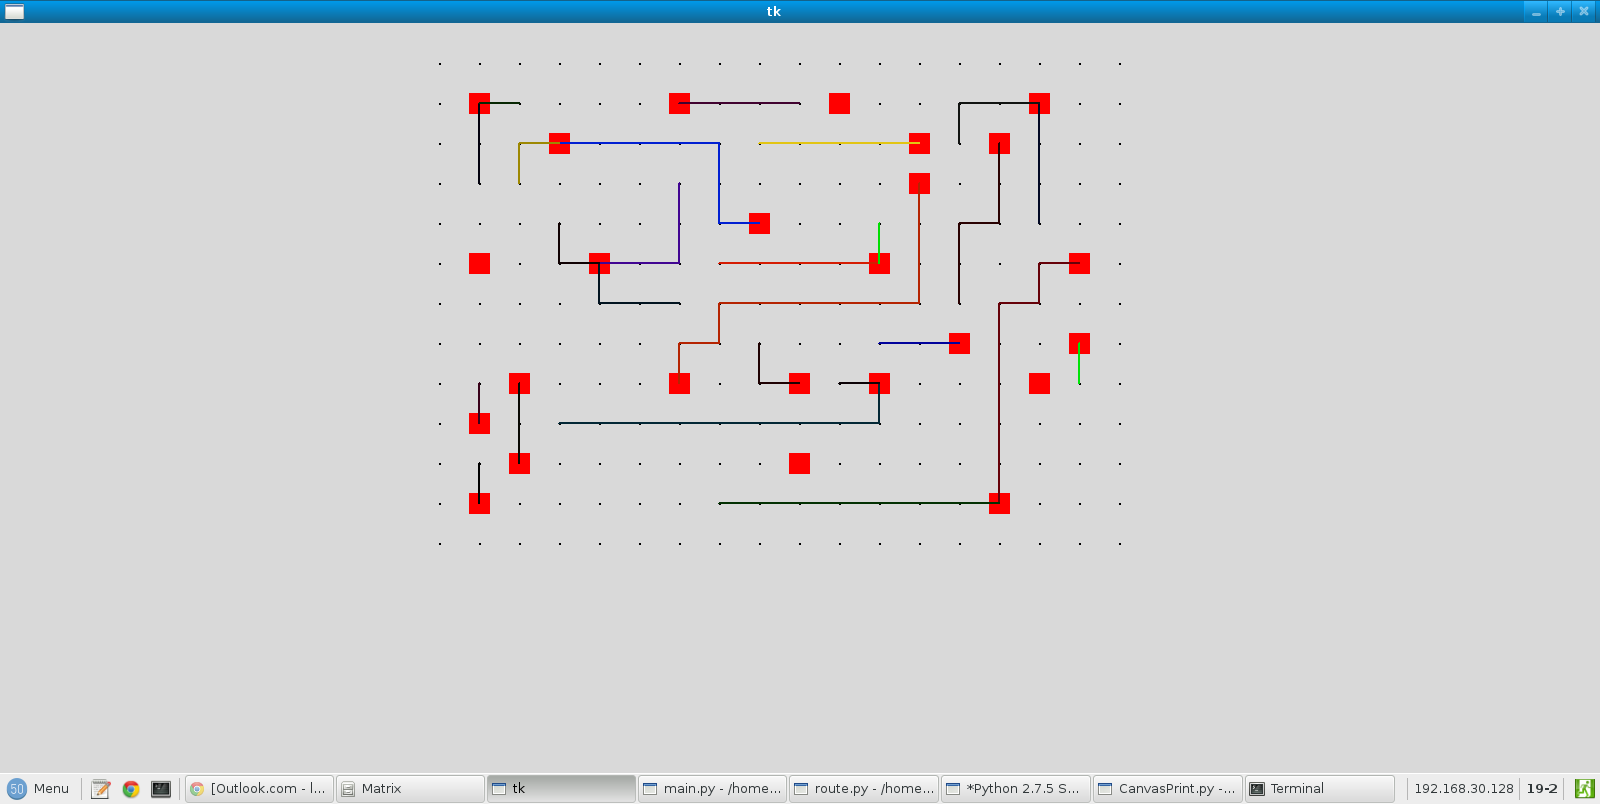 tk
50 Menu
[Outlook.com - l...
Matrix
tk
main.py - /home...
route.py - /home...
*Python 2.7.5 S...
CanvasPrint.py -...
Terminal
192.168.30.128
19-2